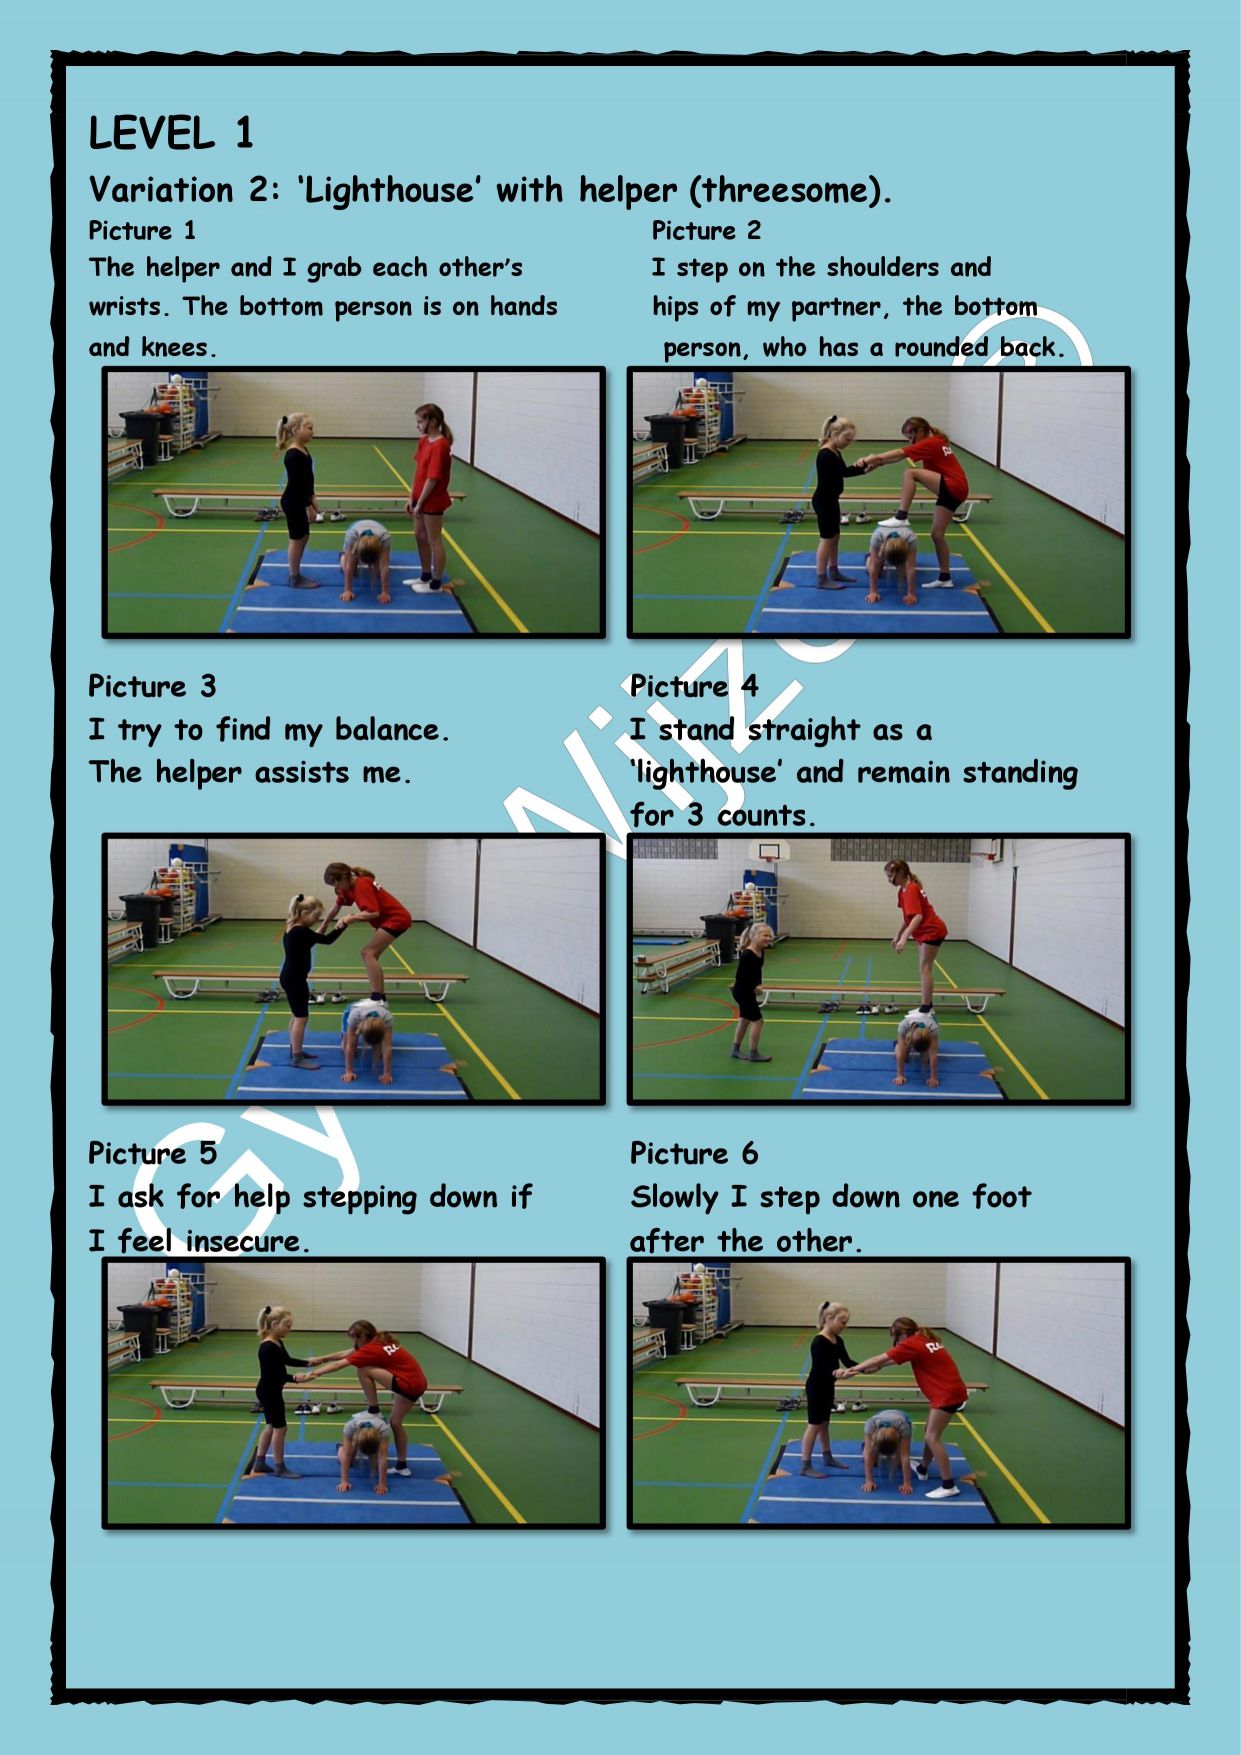 LEVEL 1
Variation 2: ‘Lighthouse’ with helper (threesome).
Picture 1
The helper and I grab each other’s
wrists. The bottom person is on hands
and knees.
Picture 2
I step on the shoulders and
hips of my partner, the bottom
person, who has a rounded back.
Picture 3
I try to find my balance.
The helper assists me.
Picture 4
I stand straight as a
‘lighthouse’ and remain standing
for 3 counts.
Picture 5
I ask for help stepping down if
I feel insecure.
Picture 6
Slowly I step down one foot
after the other.